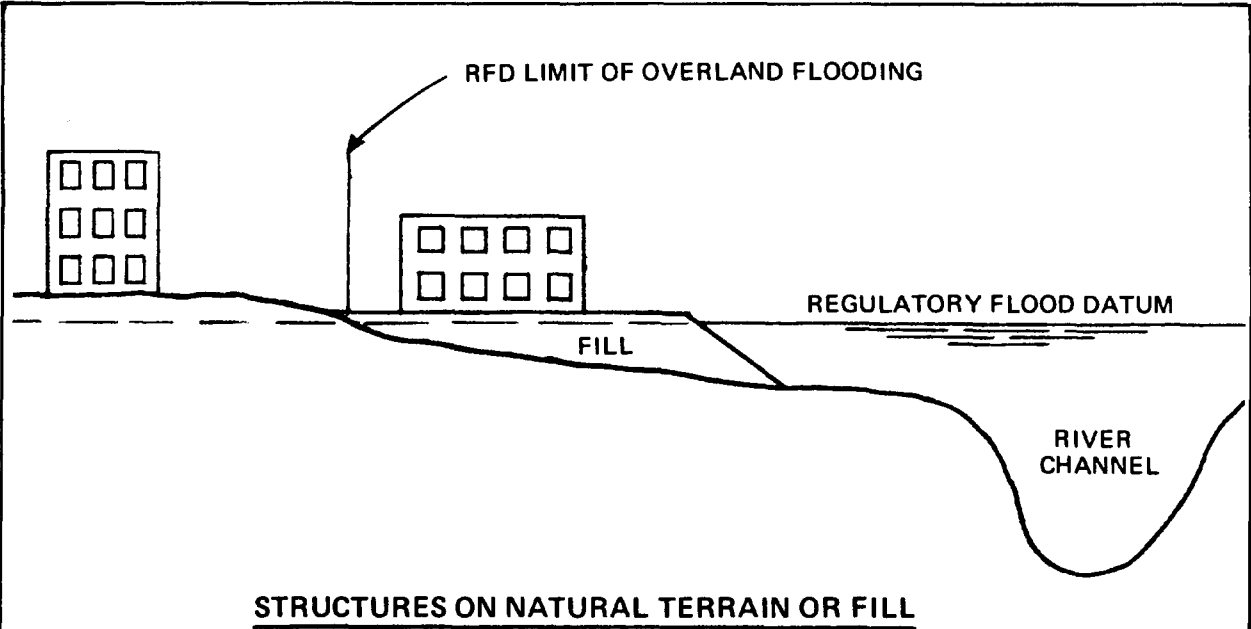 RFD LIMIT OF OVERLAND FLOODING
REGULATORY FLOOD DATUM
FILL
RIVER
CHANNEL
STRUCTURES ON NATURAL TERRAIN OR FILL